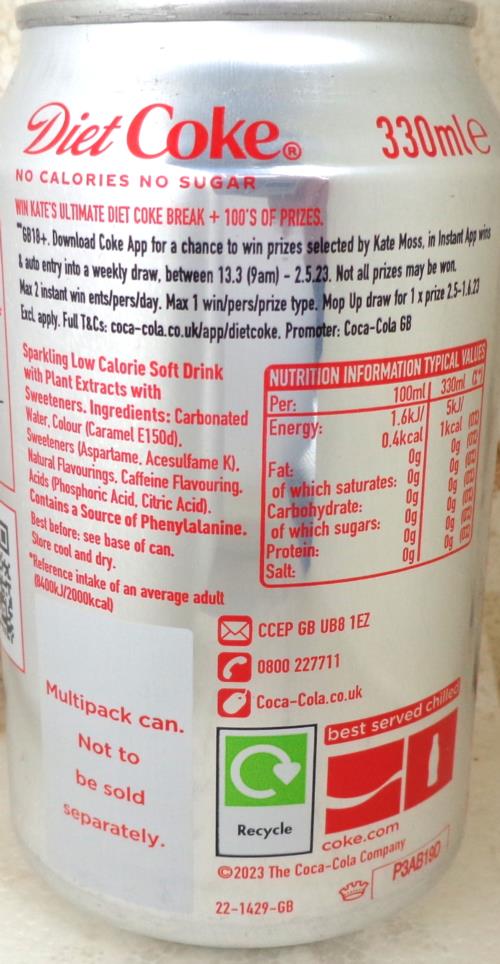 Diet Coke® 330ml℮
NO CALORIES NO SUGAR
WIN KATE'S ULTIMATE DIET COKE BREAK + 100'S OF PRIZES.
GB18+. Download Coke App for a chance to win prizes selected by Kate Moss, in Instant App wins
& auto entry into a weekly draw, between 13.3 (9am) - 2.5.23. Not all prizes may be won.
Max 2 instant win ents/pers/day. Max 1 win/pers/prize type. Mop Up draw for 1 x prize 2.5-1.6.23
Excl. apply. Full T&Cs: coca-cola.co.uk/app/dietcoke. Promoter: Coca-Cola GB
Sparkling Low Calorie Soft Drink
with Plant Extracts with
Sweeteners. Ingredients: Carbonated
Water, Colour (Caramel E150d),
Sweeteners (Aspartame, Acesulfame K),
Natural Flavourings, Caffeine Flavouring,
Acids (Phosphoric Acid, Citric Acid).
Contains a Source of Phenylalanine.
Best before: see base of can.
Store cool and dry.
*Reference intake of an average adult
(8400kJ/2000kcal)
NUTRITION INFORMATION TYPICAL VALUES
Per: 100ml 330ml (%*)
Energy: 1.6kJ/ 5kJ/
0.4kcal 1kcal (0%)
Fat: 0g 0g (0%)
of which saturates: 0g 0g (0%)
Carbohydrate: 0g 0g (0%)
of which sugars: 0g 0g (0%)
Protein: 0g 0g (0%)
Salt: 0g 0g (0%)
CCEP GB UB8 1EZ
0800 227711
Coca-Cola.co.uk
Multipack can.
Not to
be sold
separately.
Recycle
best served chilled
coke.com
©2023 The Coca-Cola Company
P3AB190
22-1429-GB